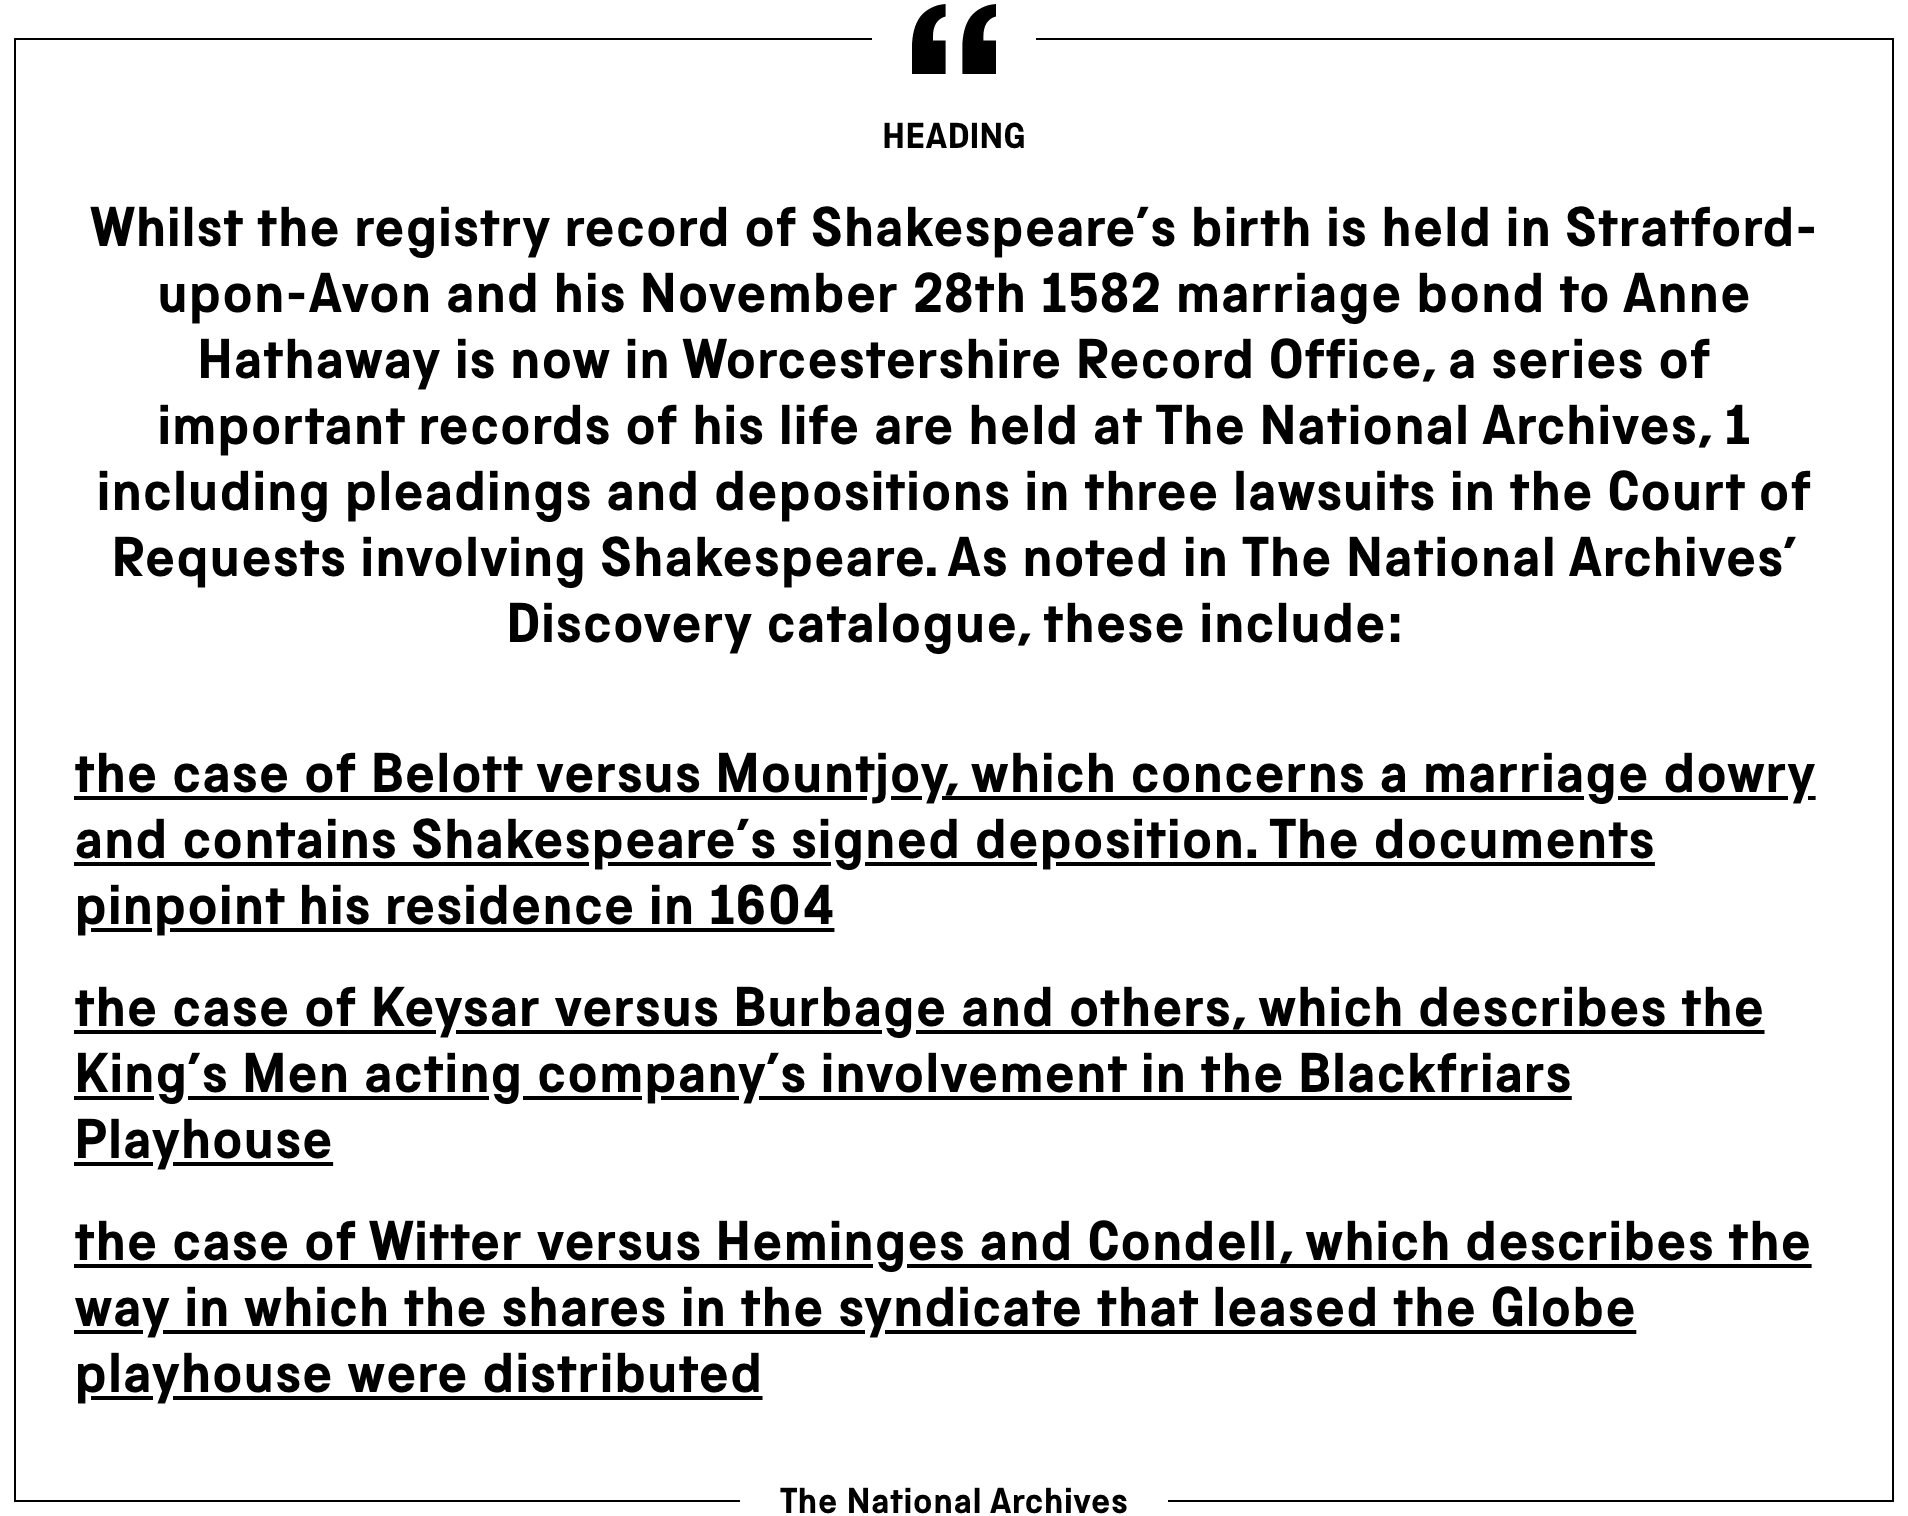 “
HEADING
Whilst the registry record of Shakespeare’s birth is held in Stratford-
upon-Avon and his November 28th 1582 marriage bond to Anne
Hathaway is now in Worcestershire Record Office, a series of
important records of his life are held at The National Archives, 1
including pleadings and depositions in three lawsuits in the Court of
Requests involving Shakespeare. As noted in The National Archives’
Discovery catalogue, these include:
the case of Belott versus Mountjoy, which concerns a marriage dowry
and contains Shakespeare’s signed deposition. The documents
pinpoint his residence in 1604
the case of Keysar versus Burbage and others, which describes the
King’s Men acting company’s involvement in the Blackfriars
Playhouse
the case of Witter versus Heminges and Condell, which describes the
way in which the shares in the syndicate that leased the Globe
playhouse were distributed
The National Archives